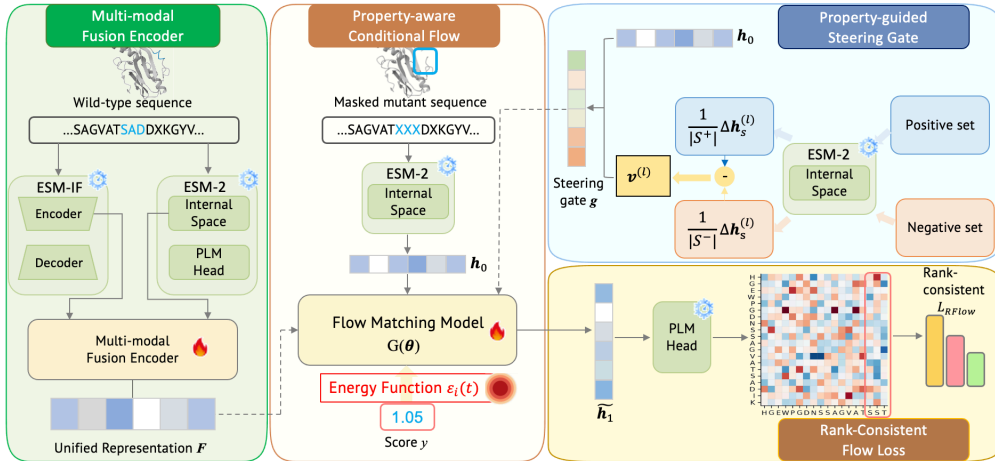 Multi-modal
Fusion Encoder
Wild-type sequence
...SAGVATSADDXKGYV...
ESM-IF
Encoder
Decoder
ESM-2
Internal
Space
PLM
Head
Multi-modal
Fusion Encoder
Unified Representation F
Property-aware
Conditional Flow
Masked mutant sequence
...SAGVATXXXDXKGYV...
ESM-2
Internal
Space
h₀
Flow Matching Model
G(θ)
Energy Function εᵢ(t)
1.05
Score y
Property-guided
Steering Gate
h₀
Steering
gate g
v⁽ˡ⁾
1/|S⁺| Δhₛ⁽ˡ⁾
-
1/|S⁻| Δhₛ⁽ˡ⁾
ESM-2
Internal
Space
Positive set
Negative set
h̃₁
PLM
Head
H
G
E
W
P
G
D
N
S
S
A
G
V
A
T
S
A
D
I
K
H G E W P G D N S S A G V A T S S T
Rank-
consistent
L_RFlow
Rank-Consistent
Flow Loss